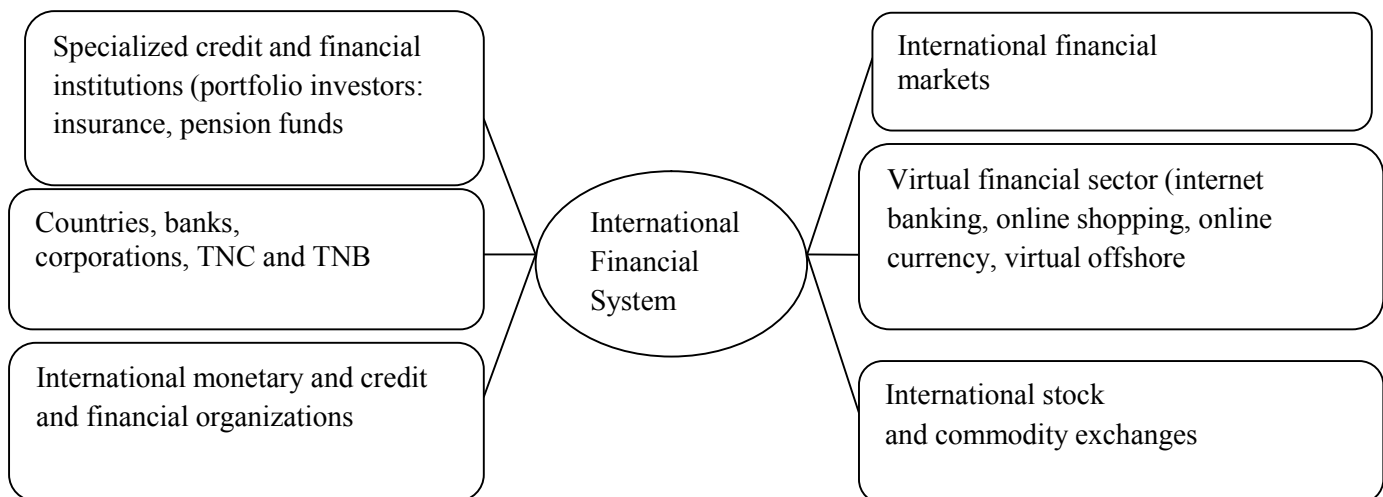 Specialized credit and financial
institutions (portfolio investors:
insurance, pension funds
Countries, banks,
corporations, TNC and TNB
International monetary and credit
and financial organizations
International
Financial
System
International financial
markets
Virtual financial sector (internet
banking, online shopping, online
currency, virtual offshore
International stock
and commodity exchanges